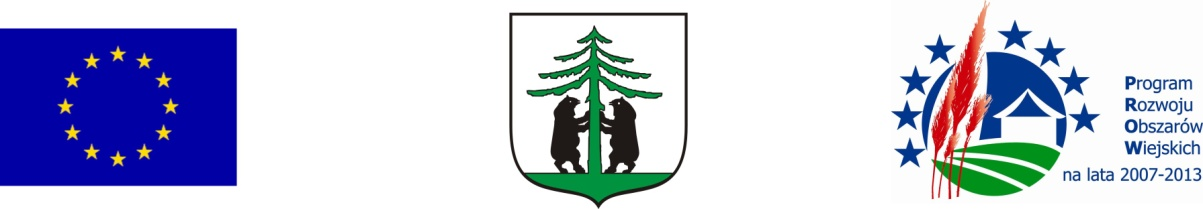 Program
Rozwoju
Obszarów
Wiejskich
na lata 2007-2013